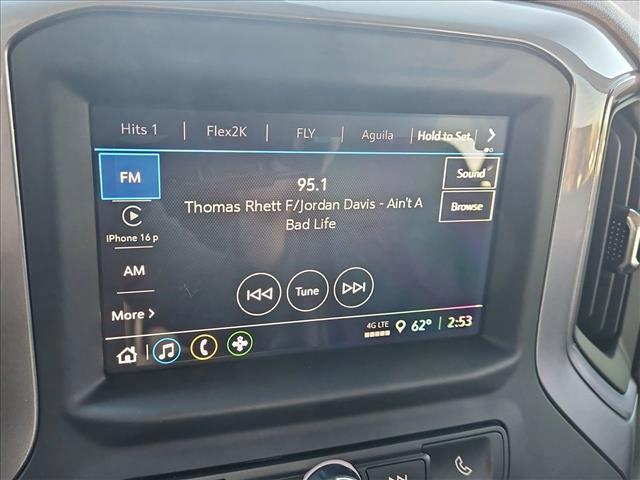 Hits 1 Flex2K FLY Aquila Hold to Set
FM
Sound
95.1
Thomas Rhett F/Jordan Davis - Ain't A
Bad Life
Browse
iPhone 16 p
AM
Tune
More
4G LTE
62° 2:53